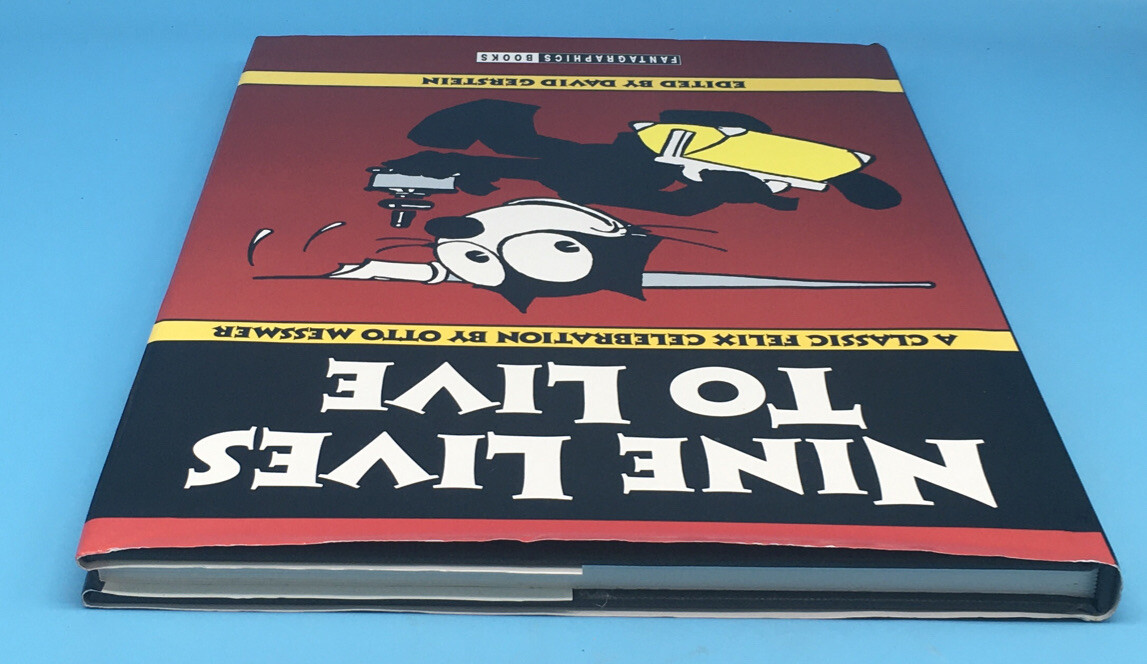 NINE LIVES
TO LIVE
A CLASSIC FELIX CELEBRATION BY OTTO MESSMER
EDITED BY DAVID GERSTEIN
FANTAGRAPHICS BOOKS